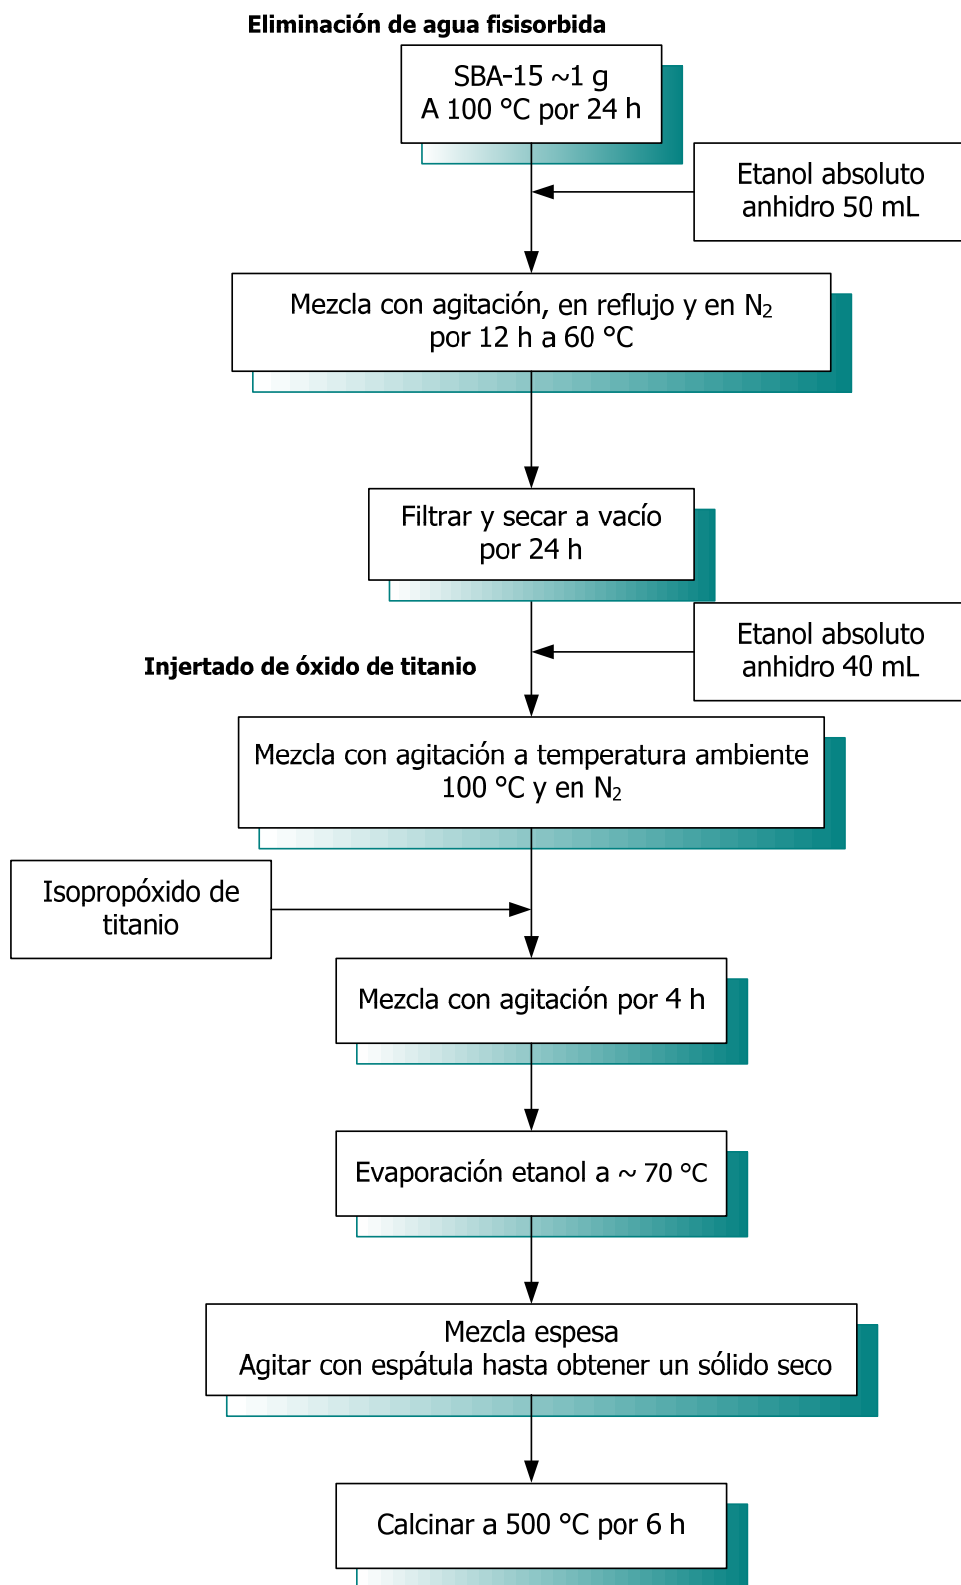 Eliminación de agua fisisorbida
SBA-15 ~1 g
A 100 °C por 24 h
Etanol absoluto
anhidro 50 mL
Mezcla con agitación, en reflujo y en N₂
por 12 h a 60 °C
Filtrar y secar a vacío
por 24 h
Etanol absoluto
anhidro 40 mL
Injertado de óxido de titanio
Mezcla con agitación a temperatura ambiente
100 °C y en N₂
Isopropóxido de
titanio
Mezcla con agitación por 4 h
Evaporación etanol a ~ 70 °C
Mezcla espesa
Agitar con espátula hasta obtener un sólido seco
Calcinar a 500 °C por 6 h